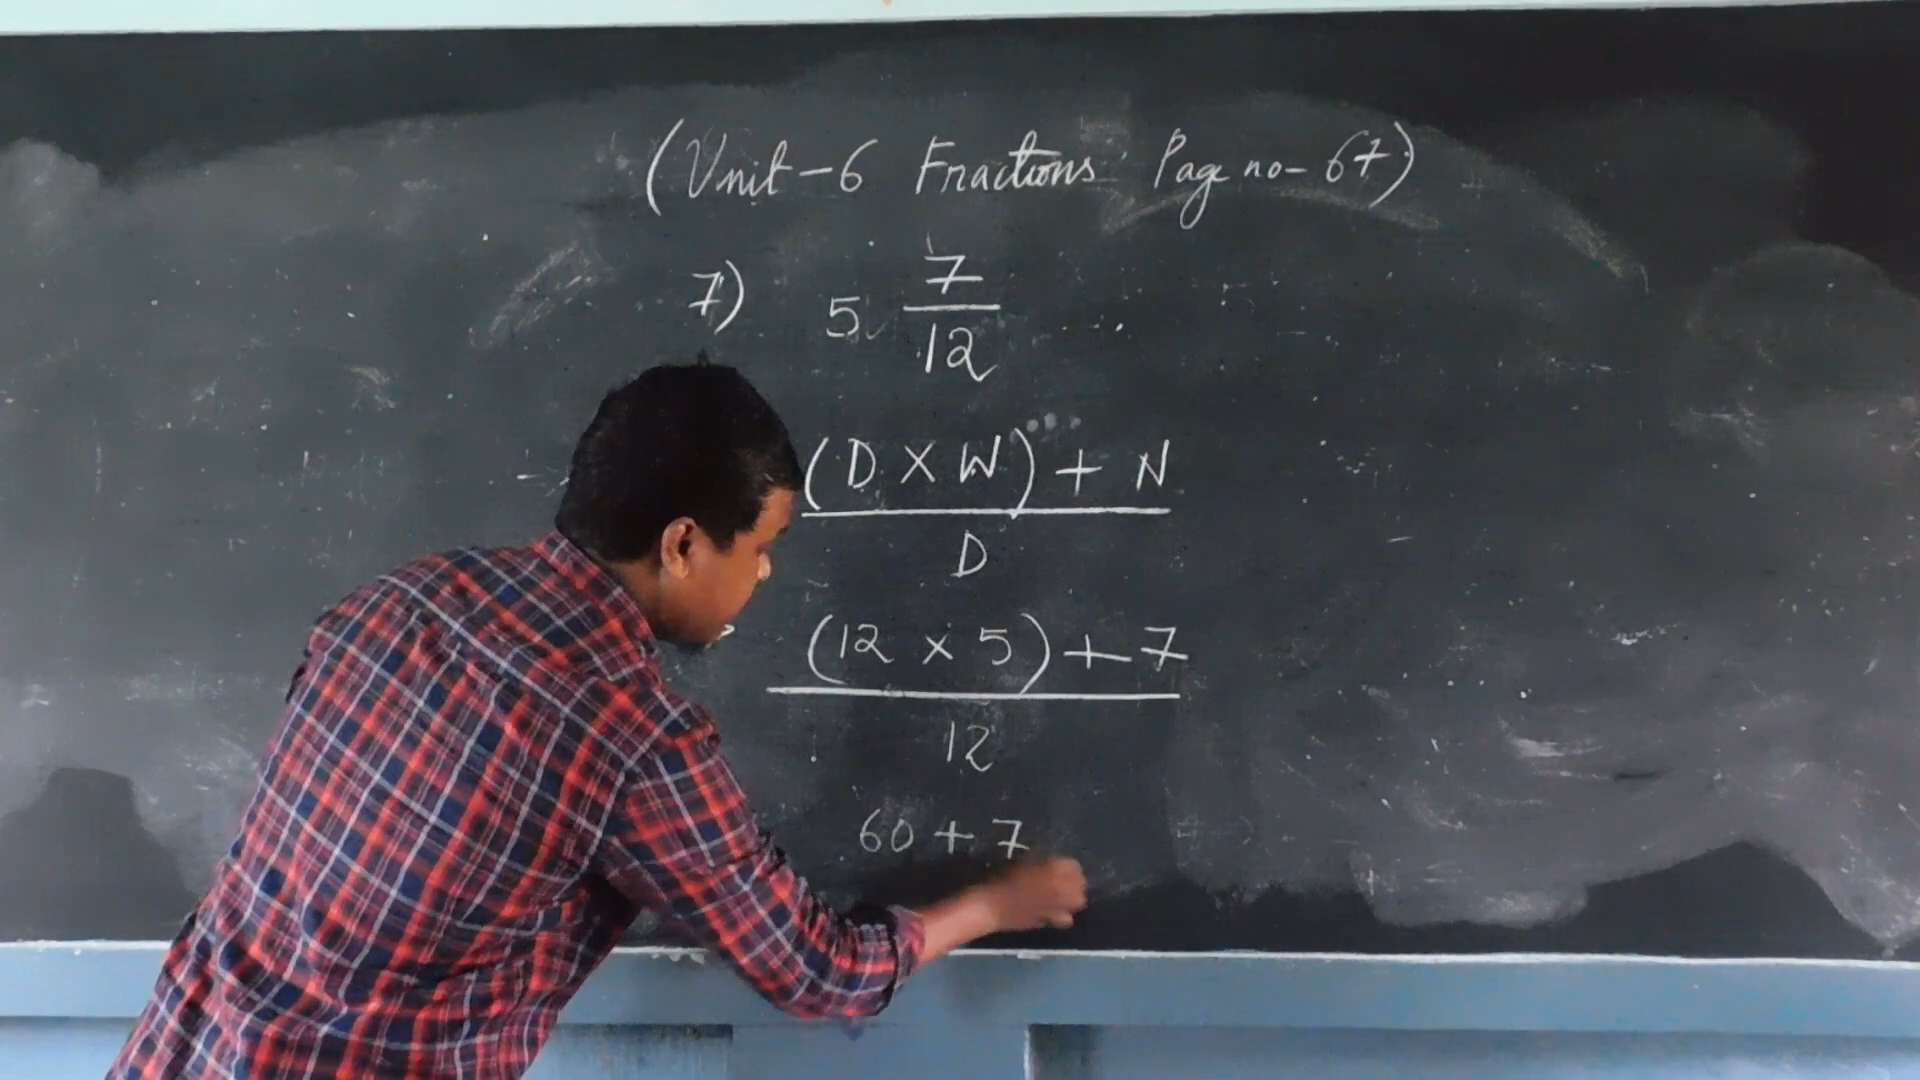 (Unit-6 Fractions Page no- 67)
7) 5 7/12
(D X W) + N
D
(12 x 5) + 7
12
60 + 7